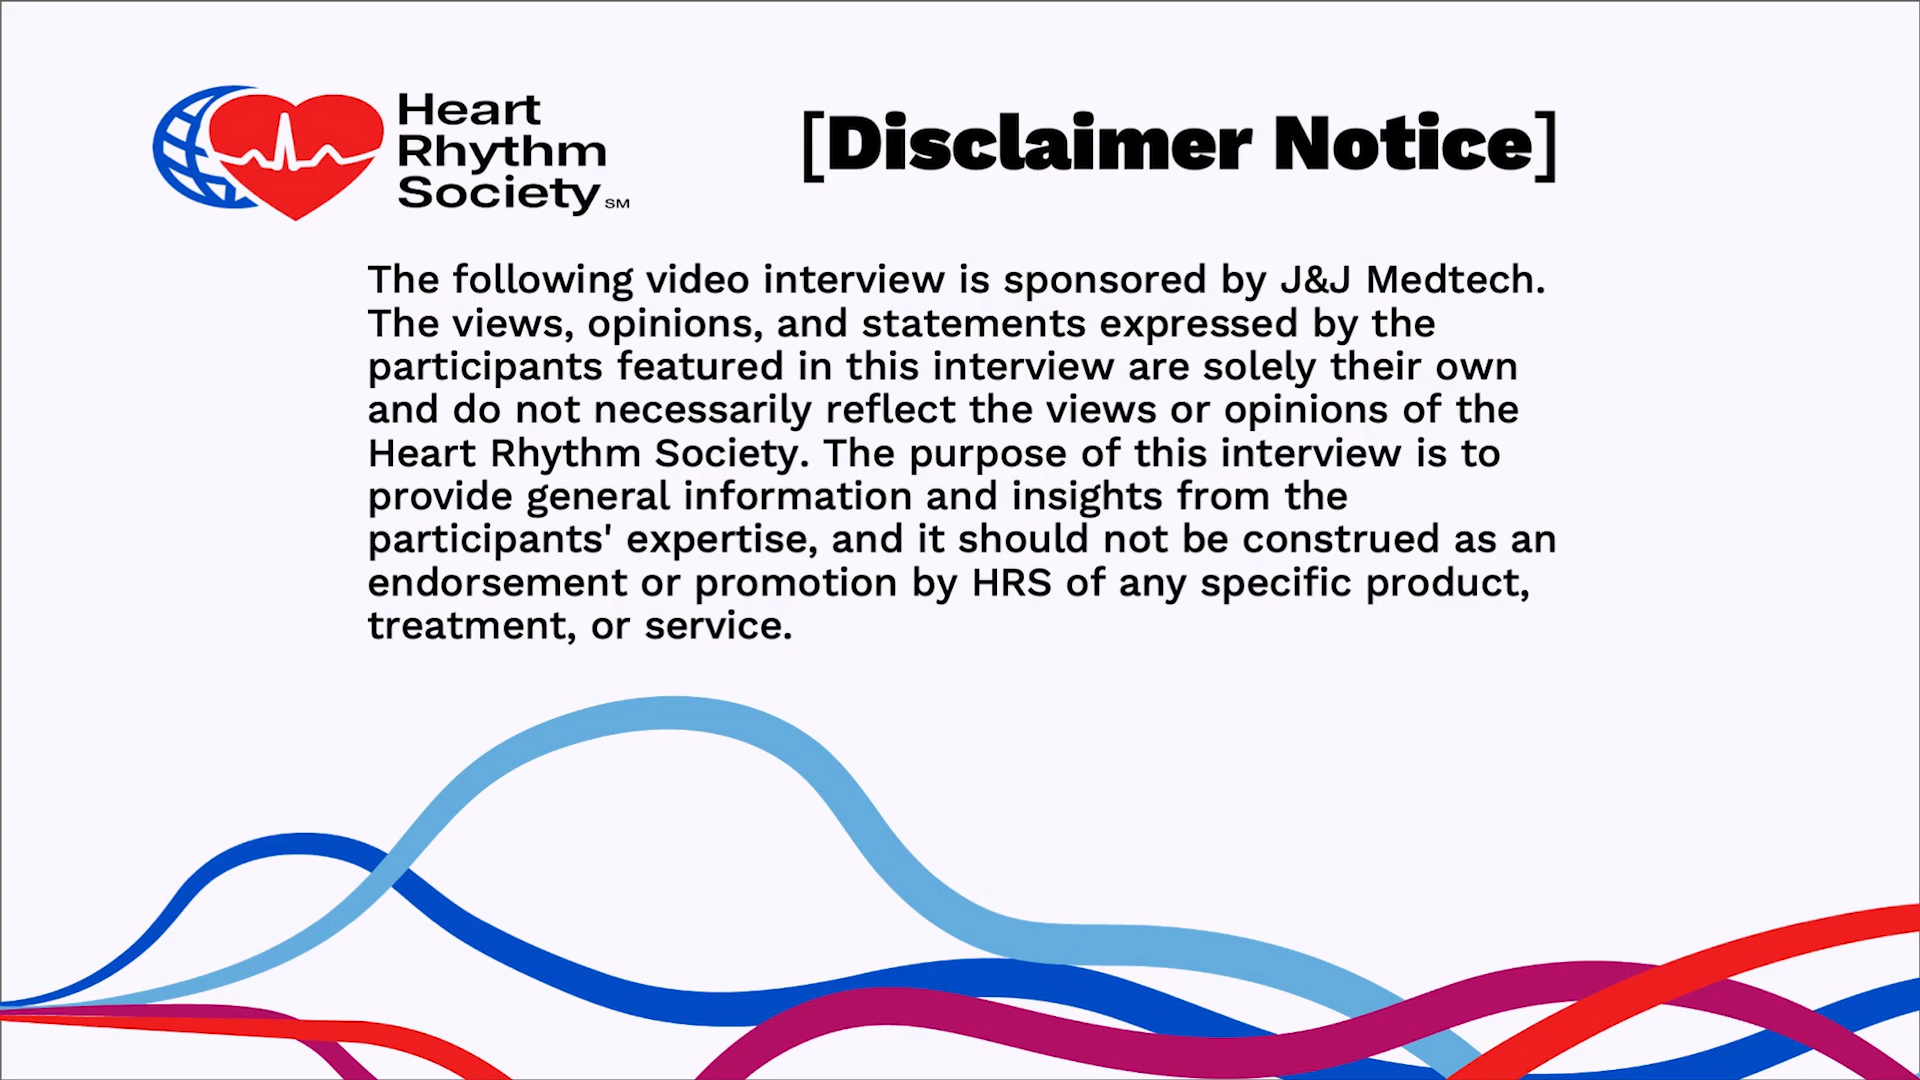 Heart
Rhythm
Society SM
[Disclaimer Notice]
The following video interview is sponsored by J&J Medtech.
The views, opinions, and statements expressed by the
participants featured in this interview are solely their own
and do not necessarily reflect the views or opinions of the
Heart Rhythm Society. The purpose of this interview is to
provide general information and insights from the
participants' expertise, and it should not be construed as an
endorsement or promotion by HRS of any specific product,
treatment, or service.